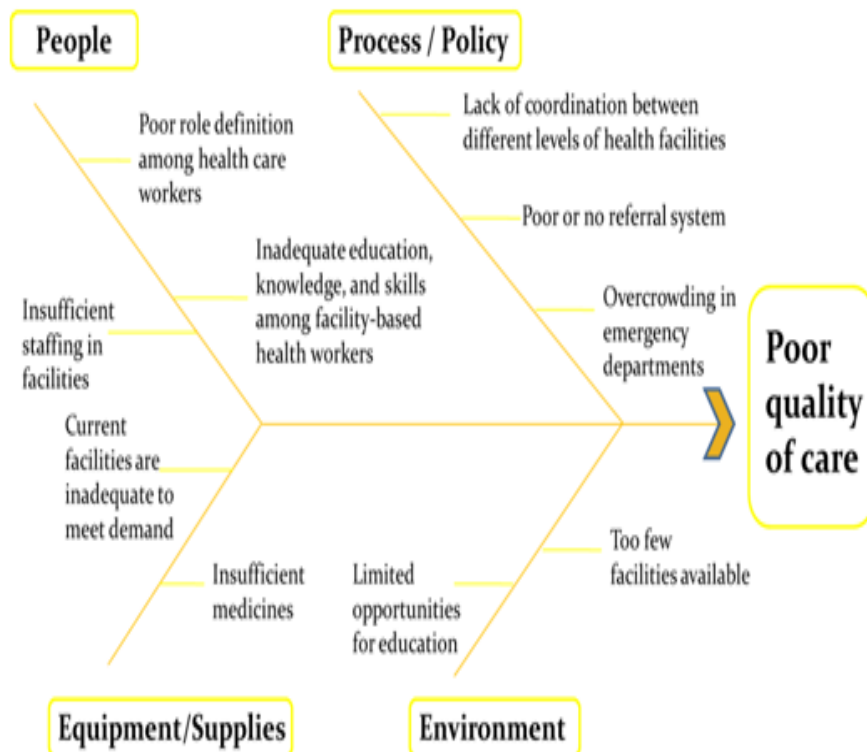 People
Process / Policy
Poor role definition
among health care
workers
Lack of coordination between
different levels of health facilities
Poor or no referral system
Inadequate education,
knowledge, and skills
among facility-based
health workers
Insufficient
staffing in
facilities
Overcrowding in
emergency
departments
Poor
quality
of care
Current
facilities are
inadequate to
meet demand
Insufficient
medicines
Limited
opportunities
for education
Too few
facilities available
Equipment/Supplies
Environment